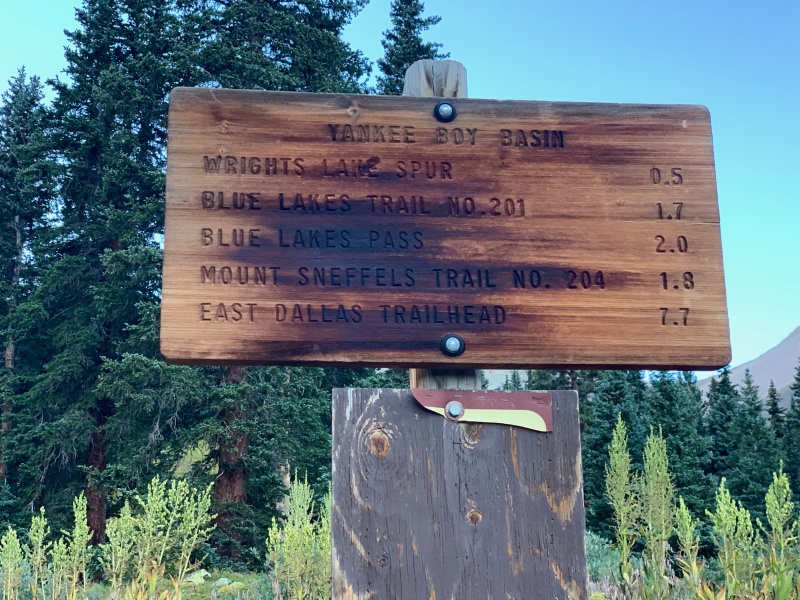 YANKEE BOY BASIN
WRIGHTS LAKE SPUR 0.5
BLUE LAKES TRAIL NO.201 1.7
BLUE LAKES PASS 2.0
MOUNT SNEFFELS TRAIL NO. 204 1.8
EAST DALLAS TRAILHEAD 7.7